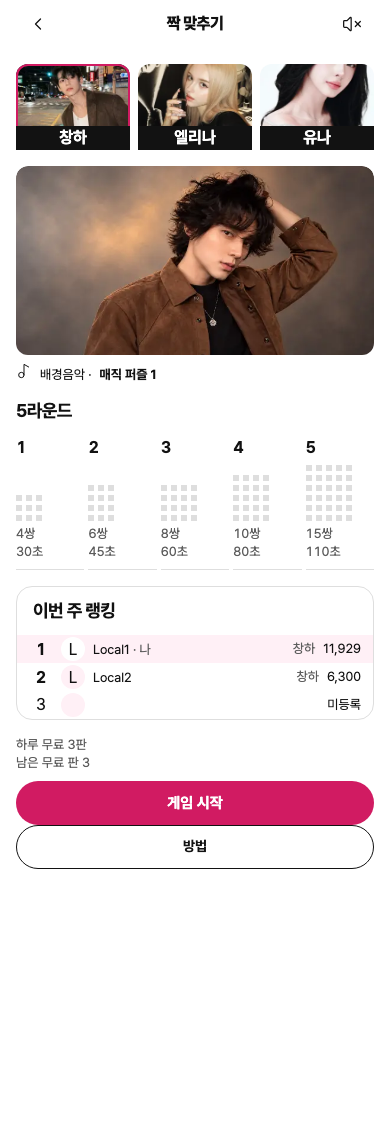 짝 맞추기
창하
엘리나
유나
배경음악 · 매직 퍼즐 1
5라운드
1 2 3 4 5
4쌍 6쌍 8쌍 10쌍 15쌍
30초 45초 60초 80초 110초
이번 주 랭킹
1 L Local1 · 나 창하 11,929
2 L Local2 창하 6,300
3 미등록
하루 무료 3판
남은 무료 판 3
게임 시작
방법